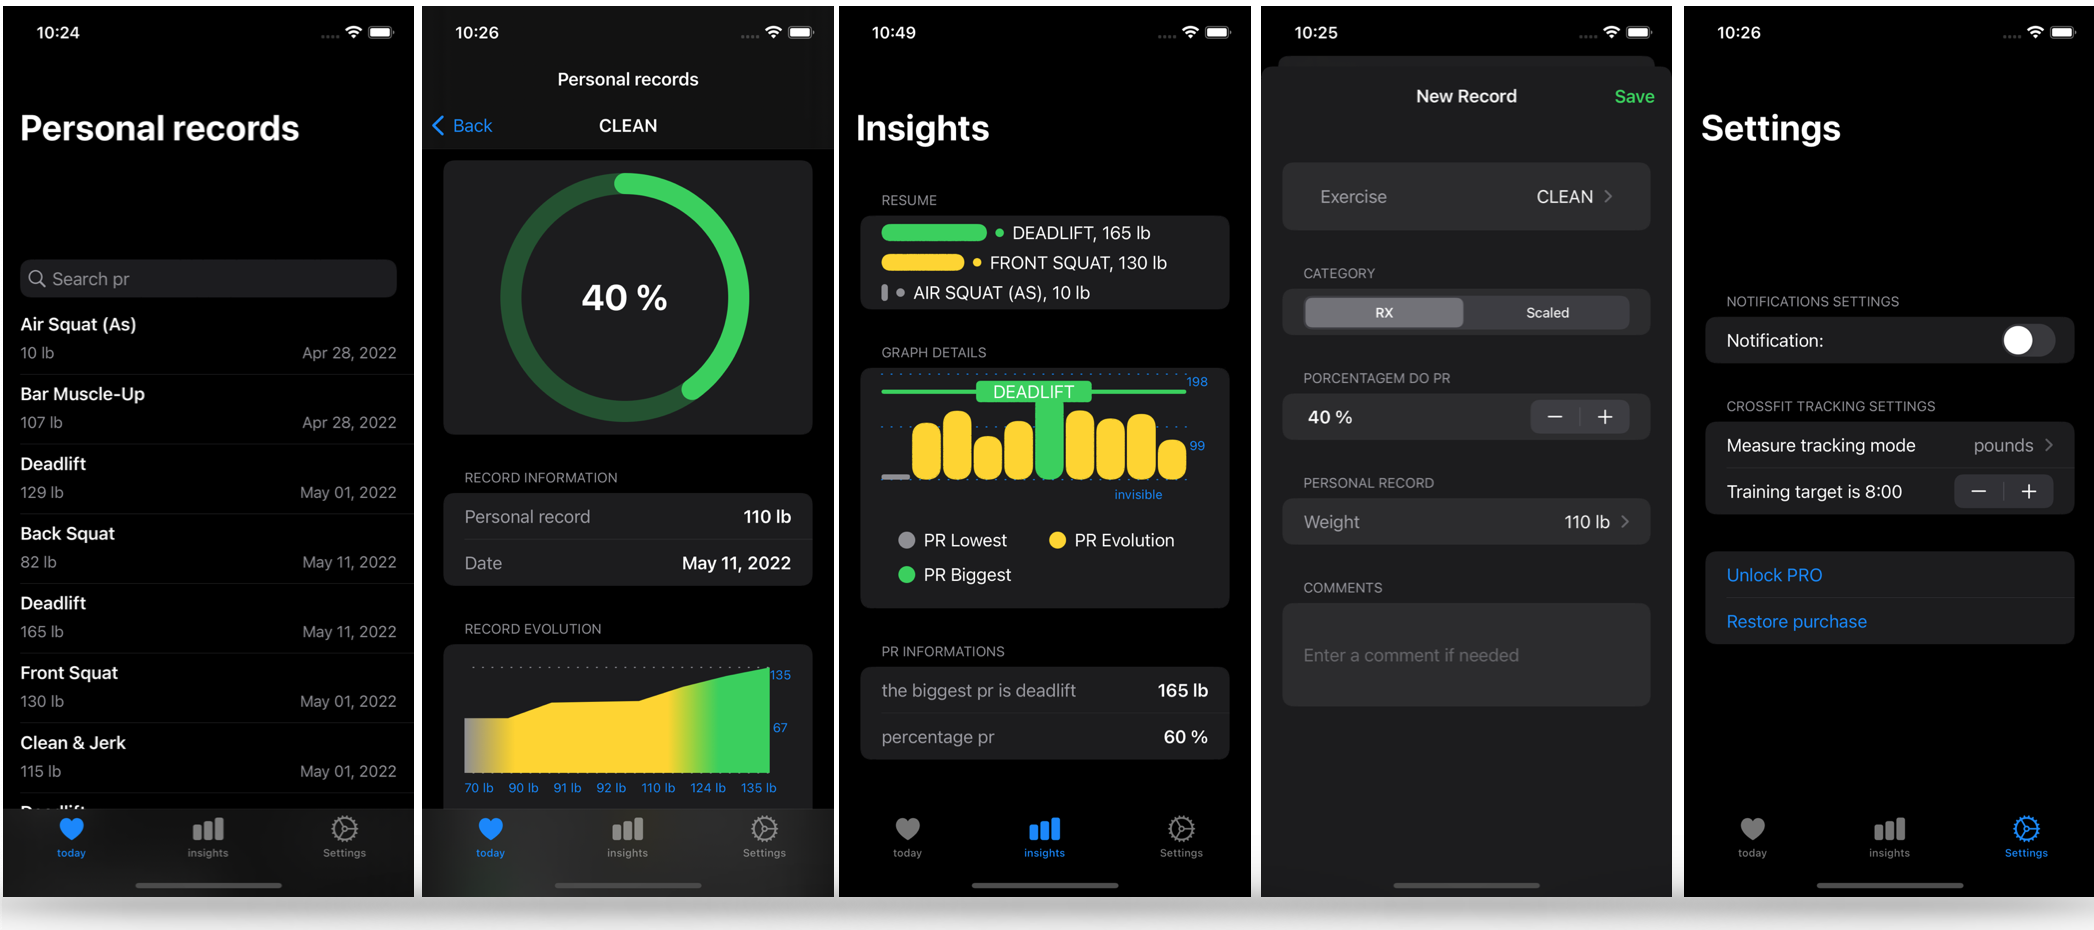 10:24
Personal records
Search pr
Air Squat (As)
10 lb Apr 28, 2022
Bar Muscle-Up
107 lb Apr 28, 2022
Deadlift
129 lb May 01, 2022
Back Squat
82 lb May 11, 2022
Deadlift
165 lb May 11, 2022
Front Squat
130 lb May 01, 2022
Clean & Jerk
115 lb May 01, 2022
Deadlift
today insights Settings
10:26
Personal records
Back CLEAN
40 %
RECORD INFORMATION
Personal record 110 lb
Date May 11, 2022
RECORD EVOLUTION
135
67
70 lb 90 lb 91 lb 92 lb 110 lb 124 lb 135 lb
today insights Settings
10:49
Insights
RESUME
DEADLIFT, 165 lb
FRONT SQUAT, 130 lb
AIR SQUAT (AS), 10 lb
GRAPH DETAILS
198
DEADLIFT
99
invisible
PR Lowest PR Evolution
PR Biggest
PR INFORMATIONS
the biggest pr is deadlift 165 lb
percentage pr 60 %
today insights Settings
10:25
New Record Save
Exercise CLEAN
CATEGORY
RX Scaled
PORCENTAGEM DO PR
40 % − +
PERSONAL RECORD
Weight 110 lb
COMMENTS
Enter a comment if needed
10:26
Settings
NOTIFICATIONS SETTINGS
Notification:
CROSSFIT TRACKING SETTINGS
Measure tracking mode pounds
Training target is 8:00 − +
Unlock PRO
Restore purchase
today insights Settings